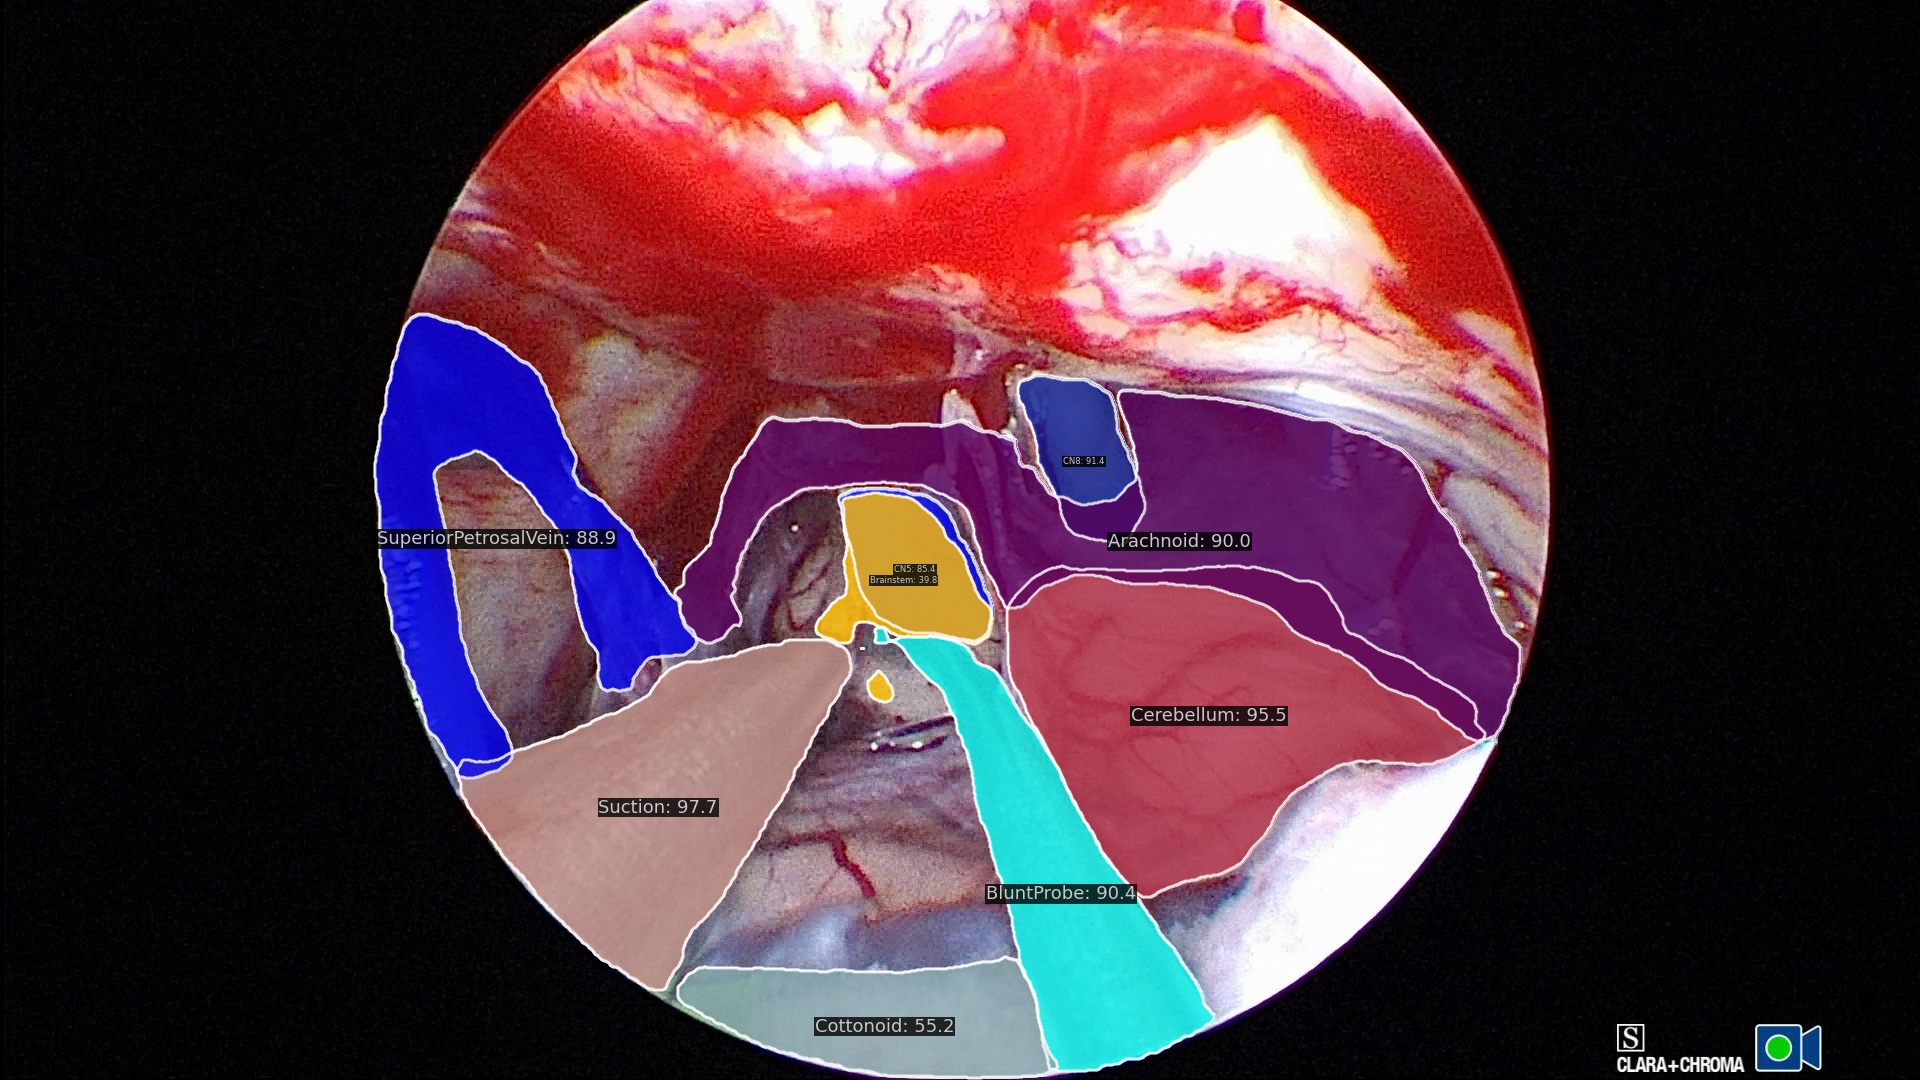 CN8: 91.4
SuperiorPetrosalVein: 88.9
Arachnoid: 90.0
CN5: 85.4
Brainstem: 39.8
Cerebellum: 95.5
Suction: 97.7
BluntProbe: 90.4
Cottonoid: 55.2
S
CLARA+CHROMA